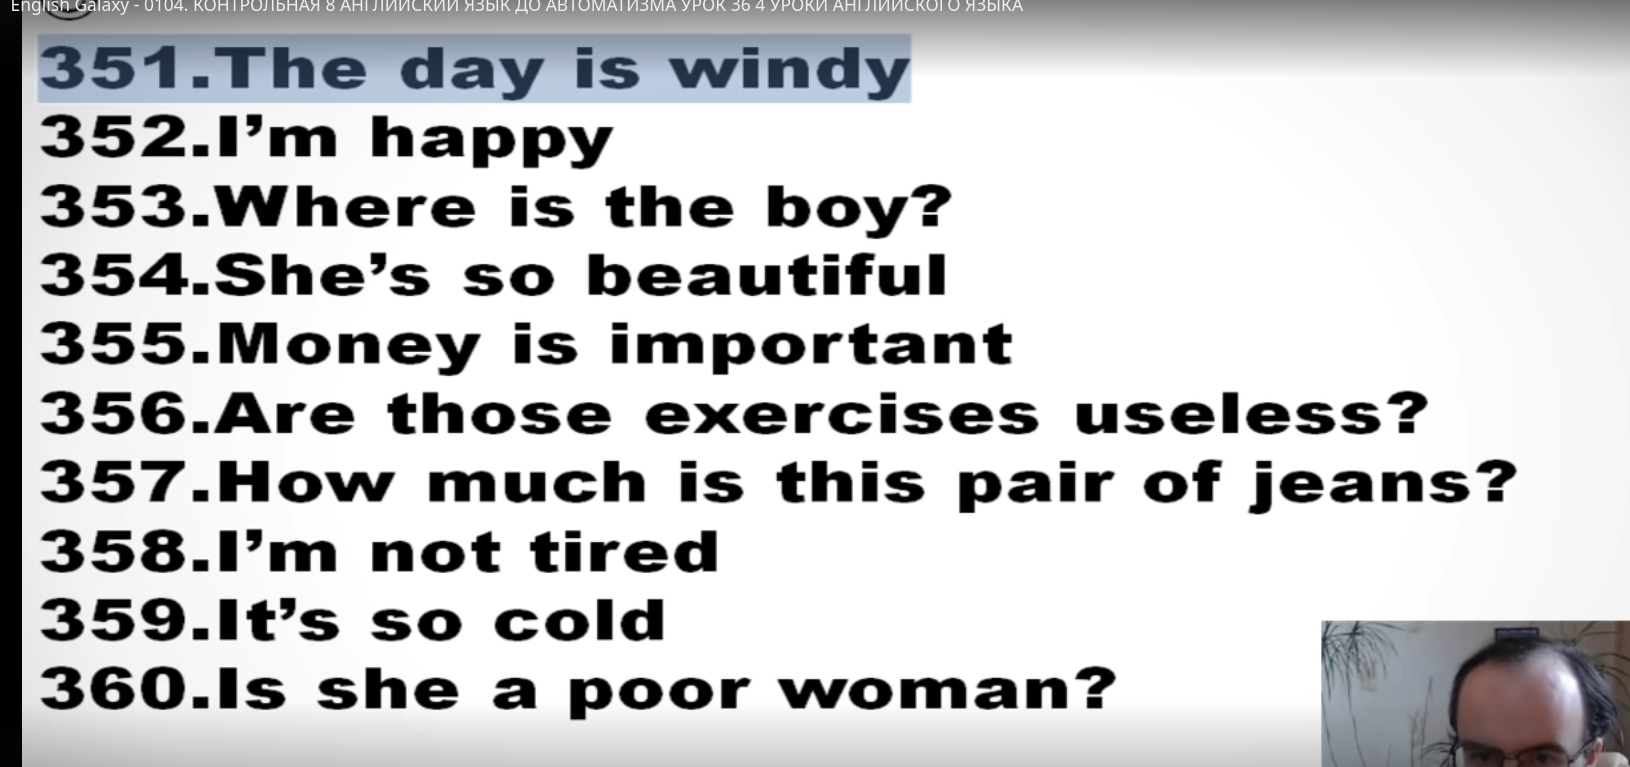 English Galaxy - 0104. КОНТРОЛЬНАЯ 8 АНГЛИЙСКИЙ ЯЗЫК ДО АВТОМАТИЗМА УРОК 36 4 УРОКИ АНГЛИЙСКОГО ЯЗЫКА
351.The day is windy
352.I’m happy
353.Where is the boy?
354.She’s so beautiful
355.Money is important
356.Are those exercises useless?
357.How much is this pair of jeans?
358.I’m not tired
359.It’s so cold
360.Is she a poor woman?